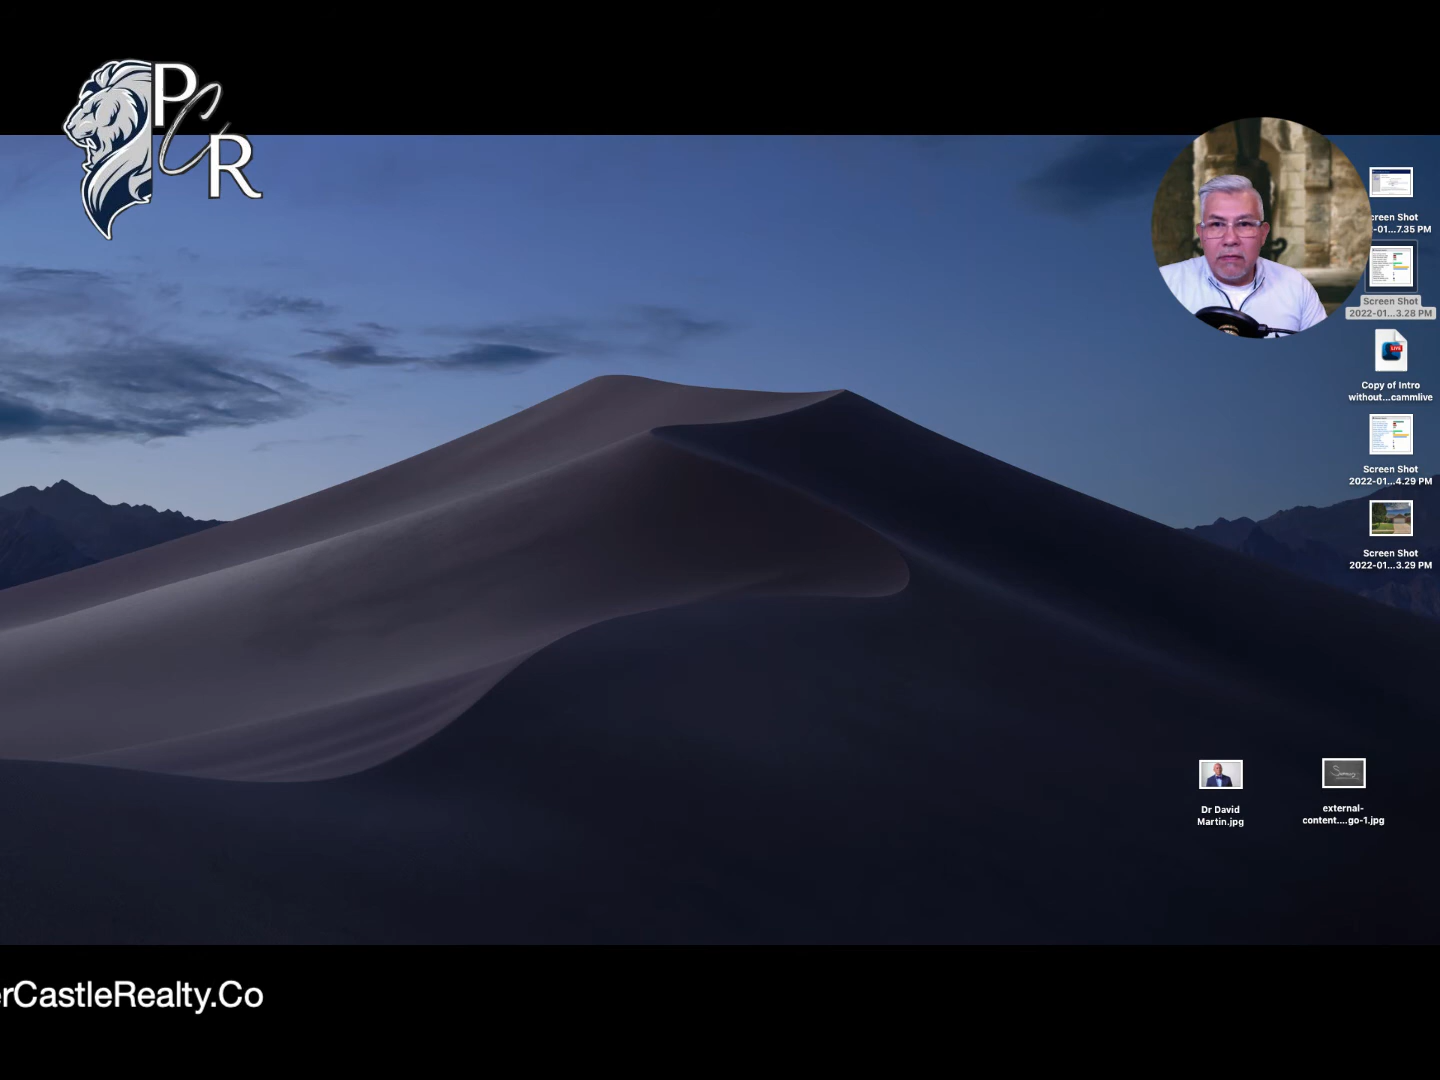 P
C
R
creen Shot
-01...7.35 PM
Screen Shot
2022-01...3.28 PM
LIVE
Copy of Intro
without...cammlive
Screen Shot
2022-01...4.29 PM
Screen Shot
2022-01...3.29 PM
Dr David
Martin.jpg
external-
content....go-1.jpg
erCastleRealty.Co